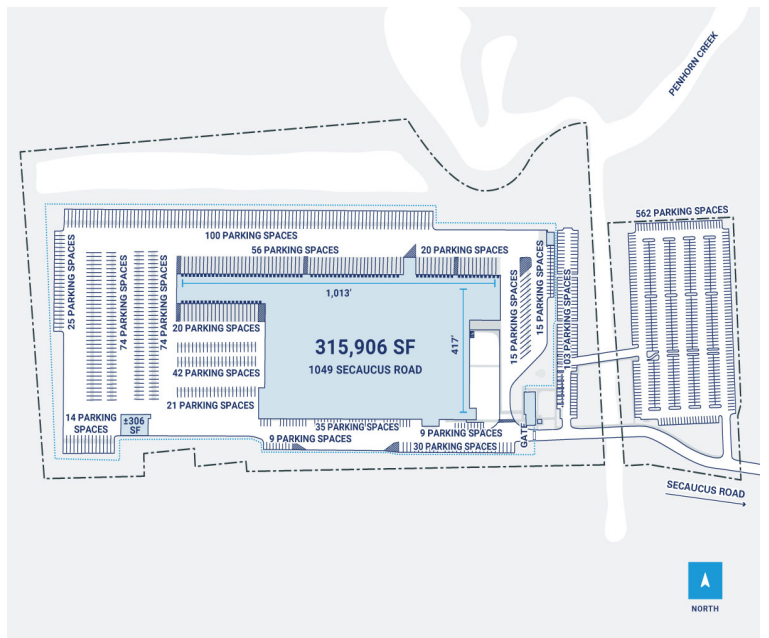 PENHORN CREEK
562 PARKING SPACES
100 PARKING SPACES
56 PARKING SPACES
20 PARKING SPACES
25 PARKING SPACES
74 PARKING SPACES
74 PARKING SPACES
15 PARKING SPACES
15 PARKING SPACES
103 PARKING SPACES
1,013'
20 PARKING SPACES
315,906 SF
417'
1049 SECAUCUS ROAD
42 PARKING SPACES
21 PARKING SPACES
14 PARKING
SPACES
±306
SF
35 PARKING SPACES
9 PARKING SPACES
9 PARKING SPACES
30 PARKING SPACES
GATE
SECAUCUS ROAD
NORTH